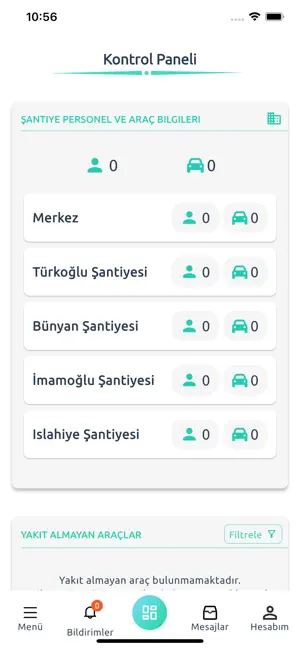 10:56
Kontrol Paneli
ŞANTIYE PERSONEL VE ARAÇ BILGILERI
0 0
Merkez 0 0
Türkoğlu Şantiyesi 0 0
Bünyan Şantiyesi 0 0
İmamoğlu Şantiyesi 0 0
Islahiye Şantiyesi 0 0
YAKIT ALMAYAN ARAÇLAR Filtrele
Yakıt almayan araç bulunmamaktadır.
0
Menü Bildirimler Mesajlar Hesabım